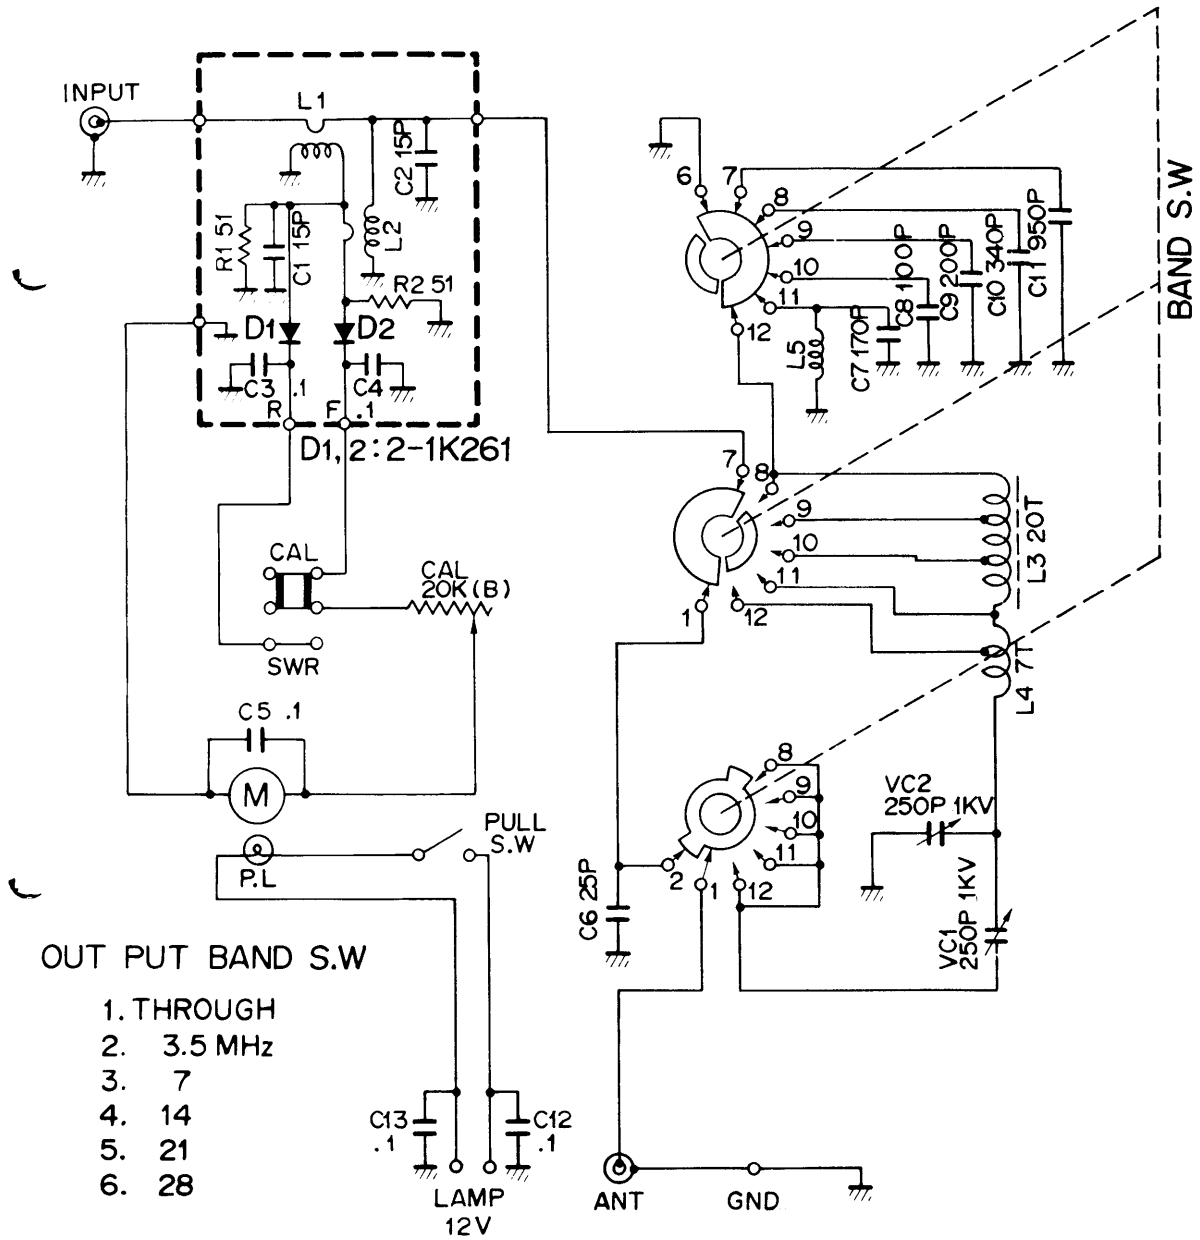 INPUT
L1
C2 15P
R1 51
C1 15P
L2
R2 51
D1
D2
C3 .1
C4 .1
R
F
D1, 2:2-1K261
CAL
SWR
CAL
20K(B)
C5 .1
M
P.L
PULL
S.W
6
7
8
9
10
11
12
L5
C7 170P
C8 100P
C9 200P
C10 340P
C11 950P
BAND S.W
7
8
9
10
11
12
1
L3 20T
L4 7T
8
9
10
11
12
1
2
C6 25P
VC2
250P 1KV
VC1
250P 1KV
OUT PUT BAND S.W
1. THROUGH
2. 3.5 MHz
3. 7
4. 14
5. 21
6. 28
C13
.1
C12
.1
LAMP
12V
ANT
GND